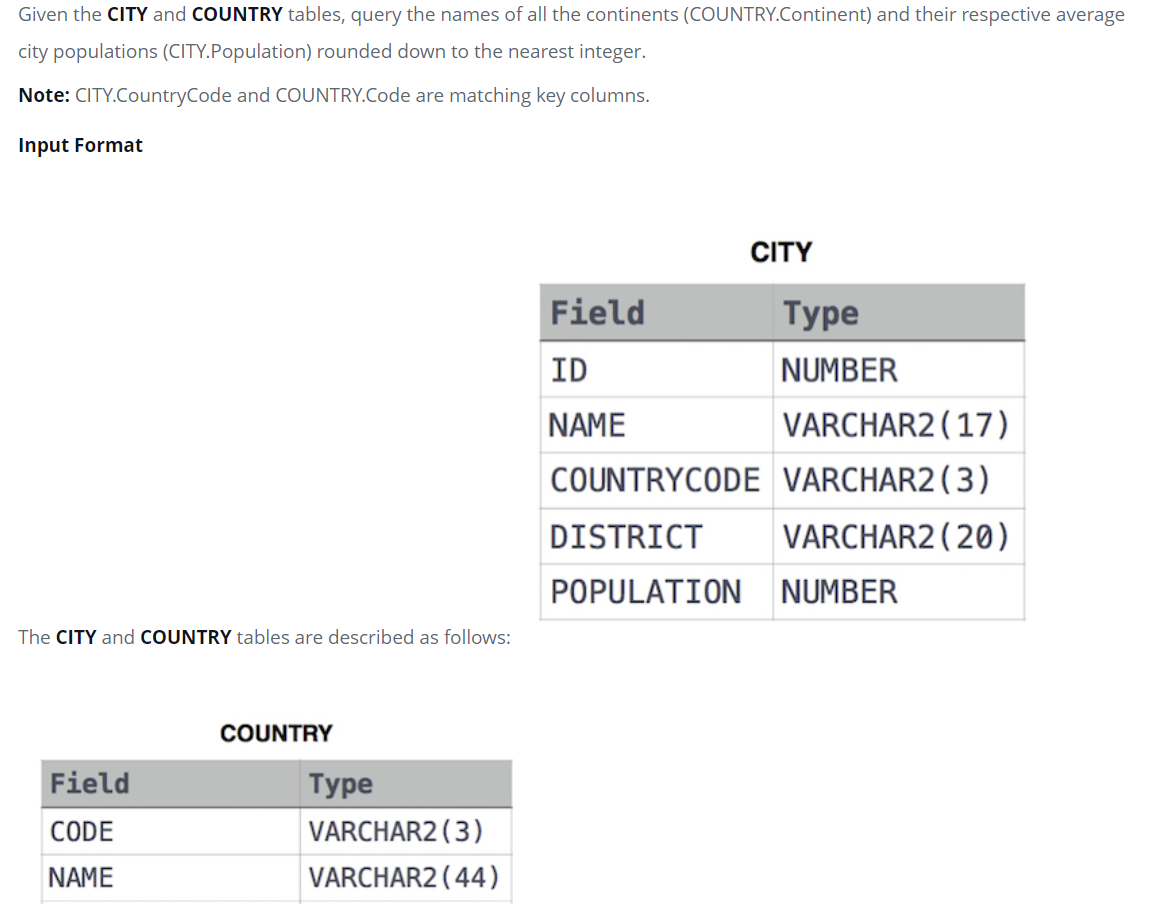 Given the CITY and COUNTRY tables, query the names of all the continents (COUNTRY.Continent) and their respective average
city populations (CITY.Population) rounded down to the nearest integer.
Note: CITY.CountryCode and COUNTRY.Code are matching key columns.
Input Format
CITY
Field Type
ID NUMBER
NAME VARCHAR2(17)
COUNTRYCODE VARCHAR2(3)
DISTRICT VARCHAR2(20)
POPULATION NUMBER
The CITY and COUNTRY tables are described as follows:
COUNTRY
Field Type
CODE VARCHAR2(3)
NAME VARCHAR2(44)